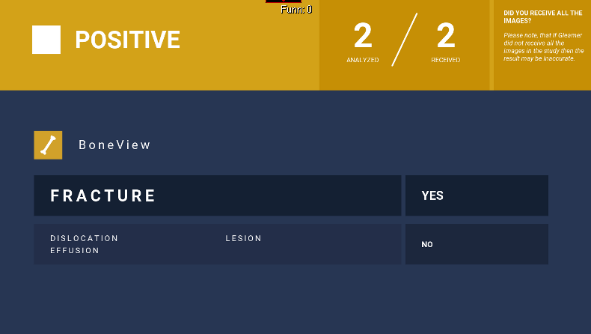 Funn: 0
POSITIVE
2 / 2
ANALYZED RECEIVED
DID YOU RECEIVE ALL THE
IMAGES?
Please note, that if Gleamer
did not receive all the
images in the study then the
result may be inaccurate.
BoneView
FRACTURE YES
DISLOCATION LESION
EFFUSION
NO